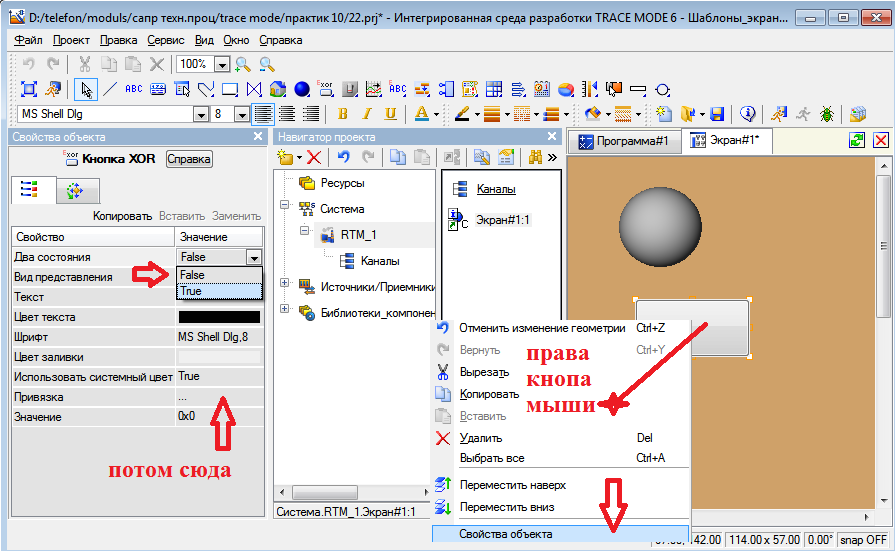 D:/telefon/moduls/сапр техн.проц/trace mode/практик 10/22.prj* - Интегрированная среда разработки TRACE MODE 6 - Шаблоны_экран...
Файл Проект Правка Сервис Вид Окно Справка
100%
ABC Exor ABC
MS Shell Dlg 8 B I U A
Свойства объекта
Exor Кнопка XOR Справка
Копировать Вставить Заменить
Свойство Значение
Два состояния False
Вид представления False
Текст True
Цвет текста
Шрифт MS Shell Dlg,8
Цвет заливки
Использовать системный цвет True
Привязка ...
Значение 0x0
потом сюда
Навигатор проекта
Ресурсы
Система
RTM_1
Каналы
Источники/Приемники
Библиотеки_компонен
Каналы
Экран#1:1
Система.RTM_1.Экран#1:1
Программа#1 Экран#1*
Отменить изменение геометрии Ctrl+Z
Вернуть Ctrl+Y
Вырезать
Копировать
Вставить
Удалить Del
Выбрать все Ctrl+A
Переместить наверх
Переместить вниз
Свойства объекта
права
кнопа
мыши
114.00 x 57.00 0.00° snap OFF